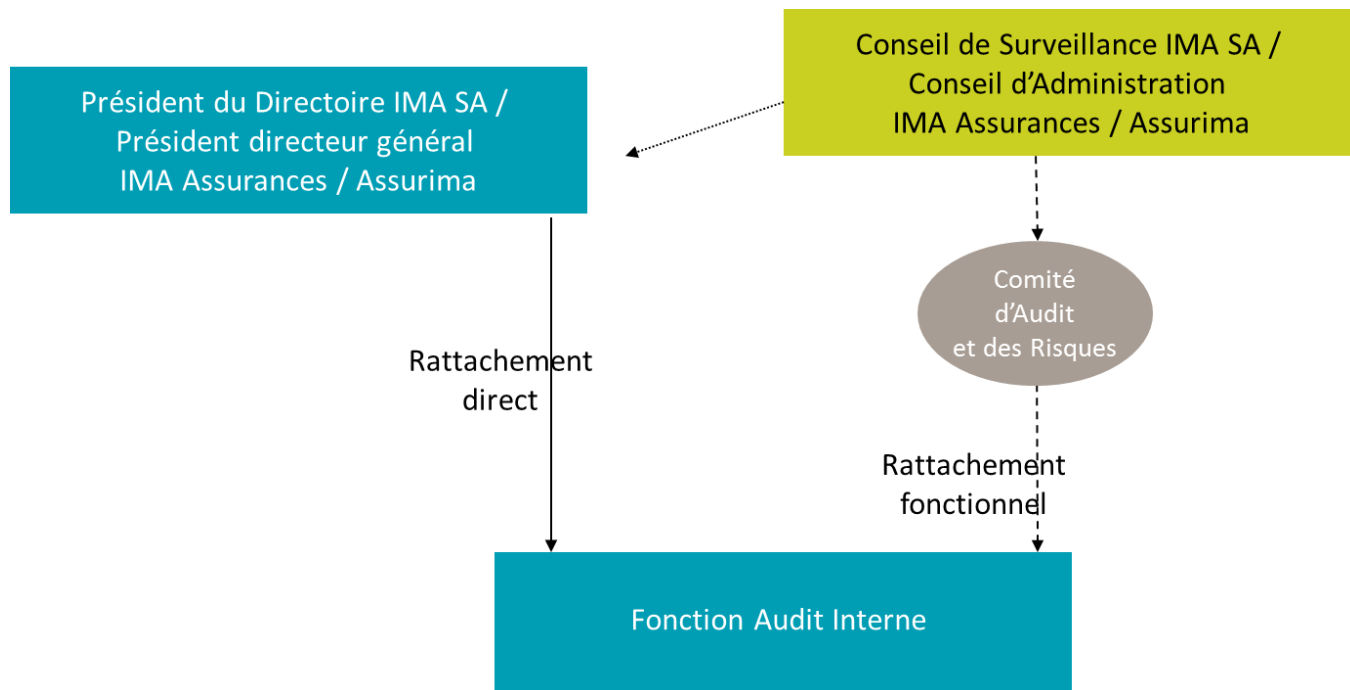 Conseil de Surveillance IMA SA /
Conseil d’Administration
IMA Assurances / Assurima
Président du Directoire IMA SA /
Président directeur général
IMA Assurances / Assurima
Comité
d’Audit
et des Risques
Rattachement
direct
Rattachement
fonctionnel
Fonction Audit Interne